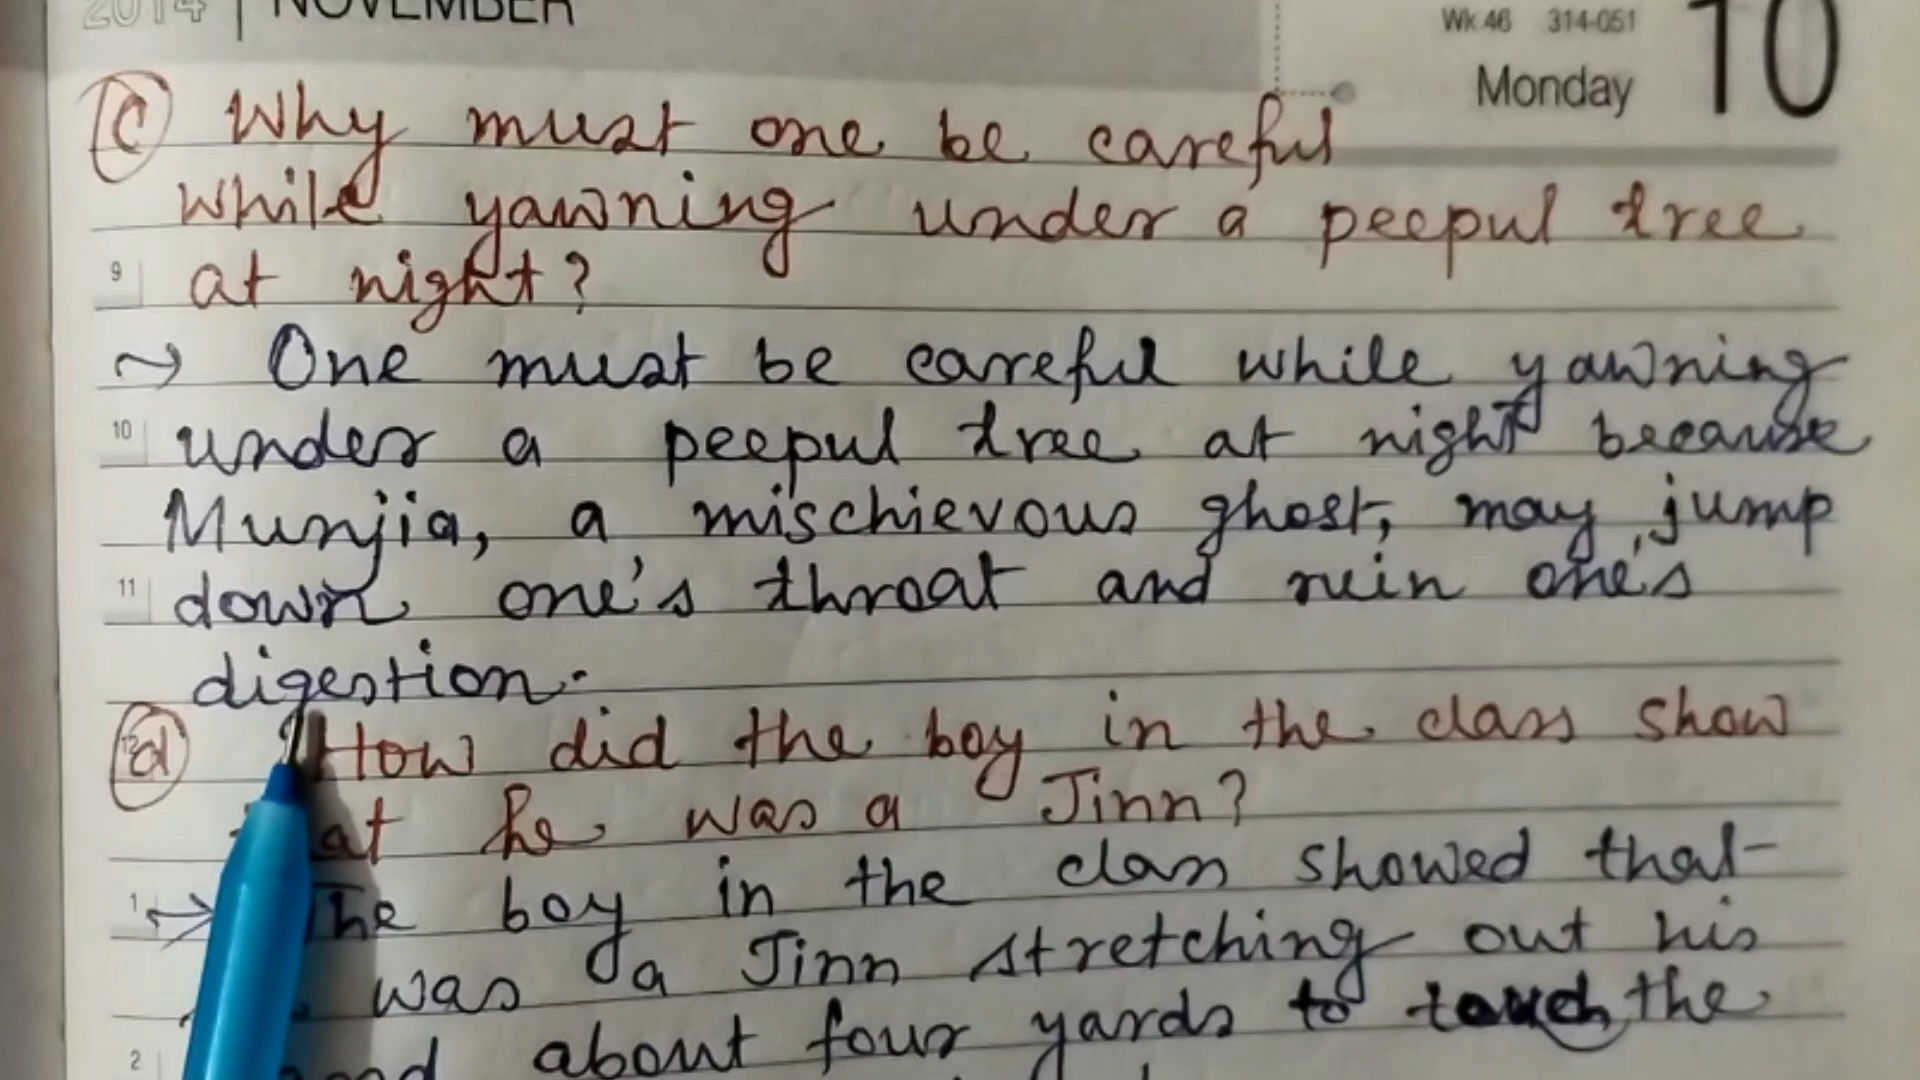 2014 | NOVEMBER
Wk 46 314-051
Monday 10
(C) Why must one be careful
while yawning under a peepul tree
9 at night?
→ One must be careful while yawning
10 under a peepul tree at night because
Munjia, a mischievous ghost, may jump
11 down one's throat and ruin one's
digestion.
12 (d) How did the boy in the class show
at he was a Jinn?
1 → The boy in the class showed that
was a Jinn stretching out his
2 about four yards to touch the